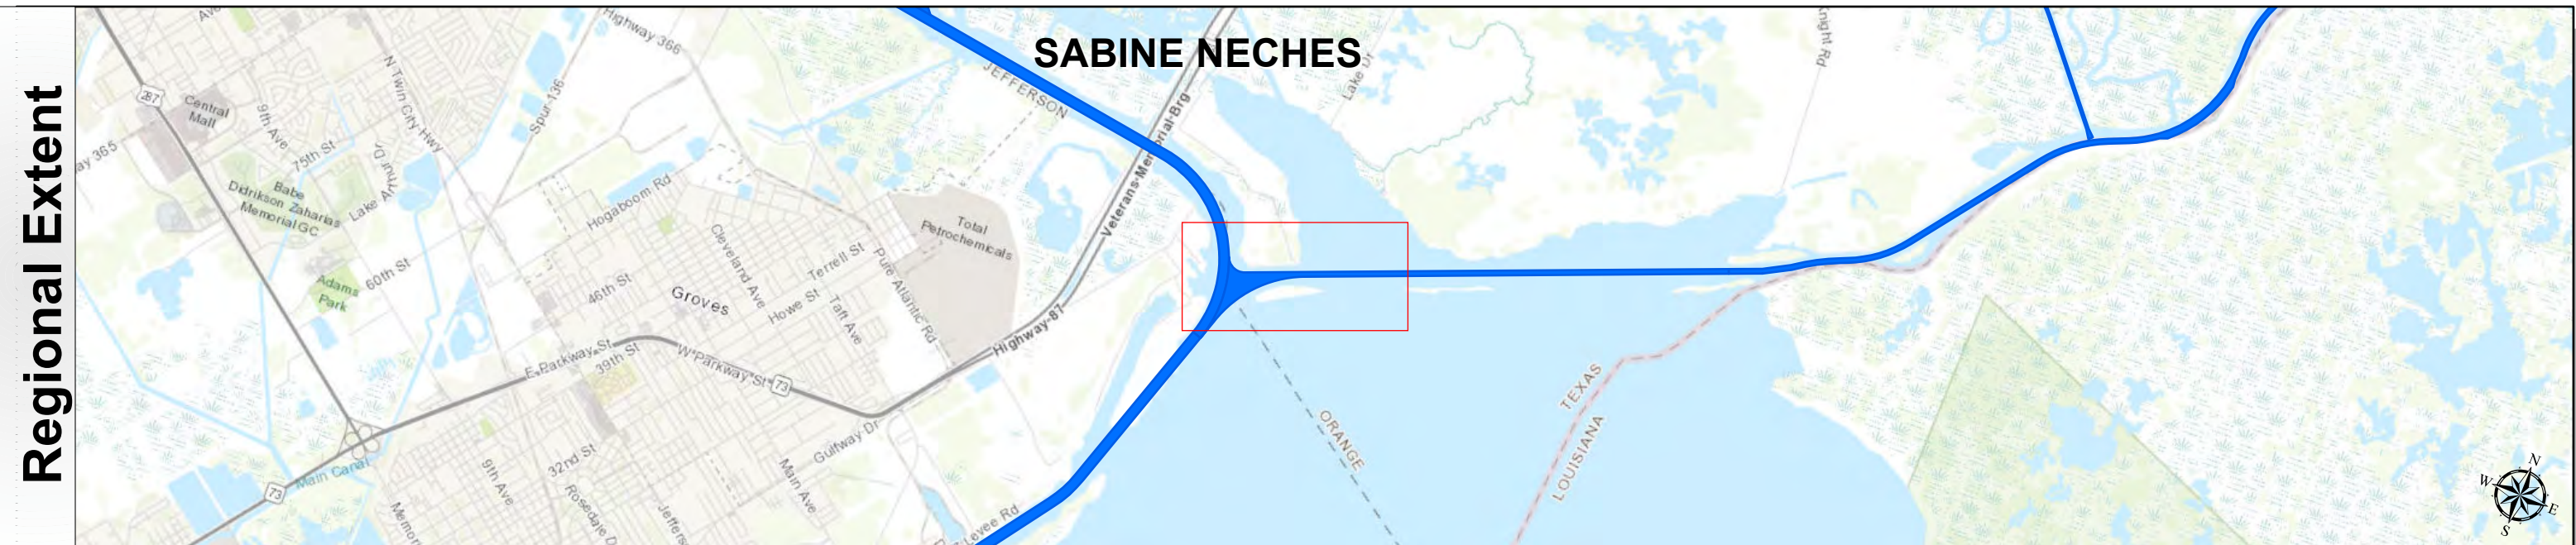 Regional Extent
SABINE NECHES
Highway 366
287
Central
Mall
9th Ave
N Twin City Hwy
Spur 136
JEFFERSON
Lake Dr
75th St
Babe
Didrikson Zaharias
Memorial GC
Hogaboom Rd
Veterans Memorial Brg
Total
Petrochemicals
Adams
Park
60th St
Cleveland Ave
Terrell St
46th St
Groves
Howe St
Taft Ave
Pure Atlantic Rd
Highway 87
E Parkway St
39th St
W Parkway St
73
Gulfway Dr
TEXAS
LOUISIANA
ORANGE
32nd St
9th Ave
Main Ave
Main Canal
73
Rosedale D
Jeffers
Memor
Levee Rd
N
W
E
S